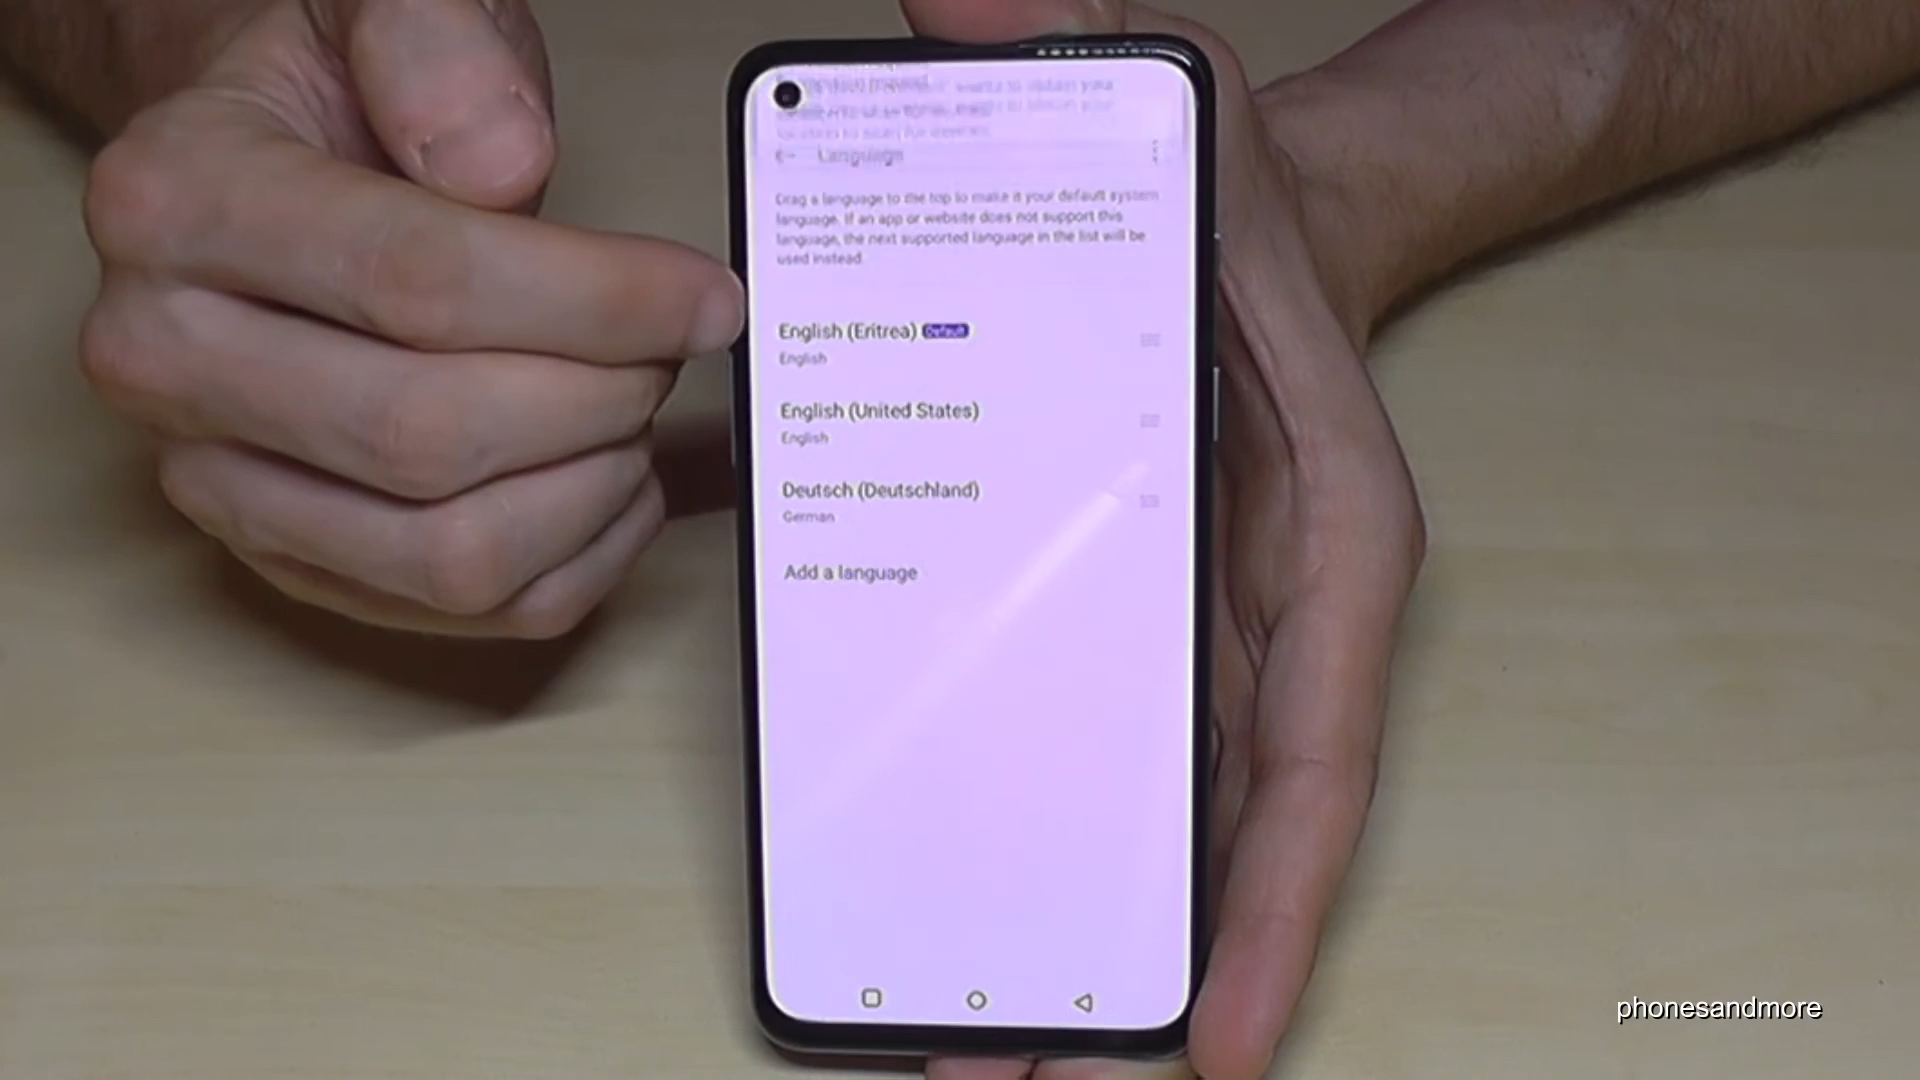 Language
Drag a language to the top to make it your default system
language. If an app or website does not support this
language, the next supported language in the list will be
used instead.
English (Eritrea) Default
English
English (United States)
English
Deutsch (Deutschland)
German
Add a language
phonesandmore